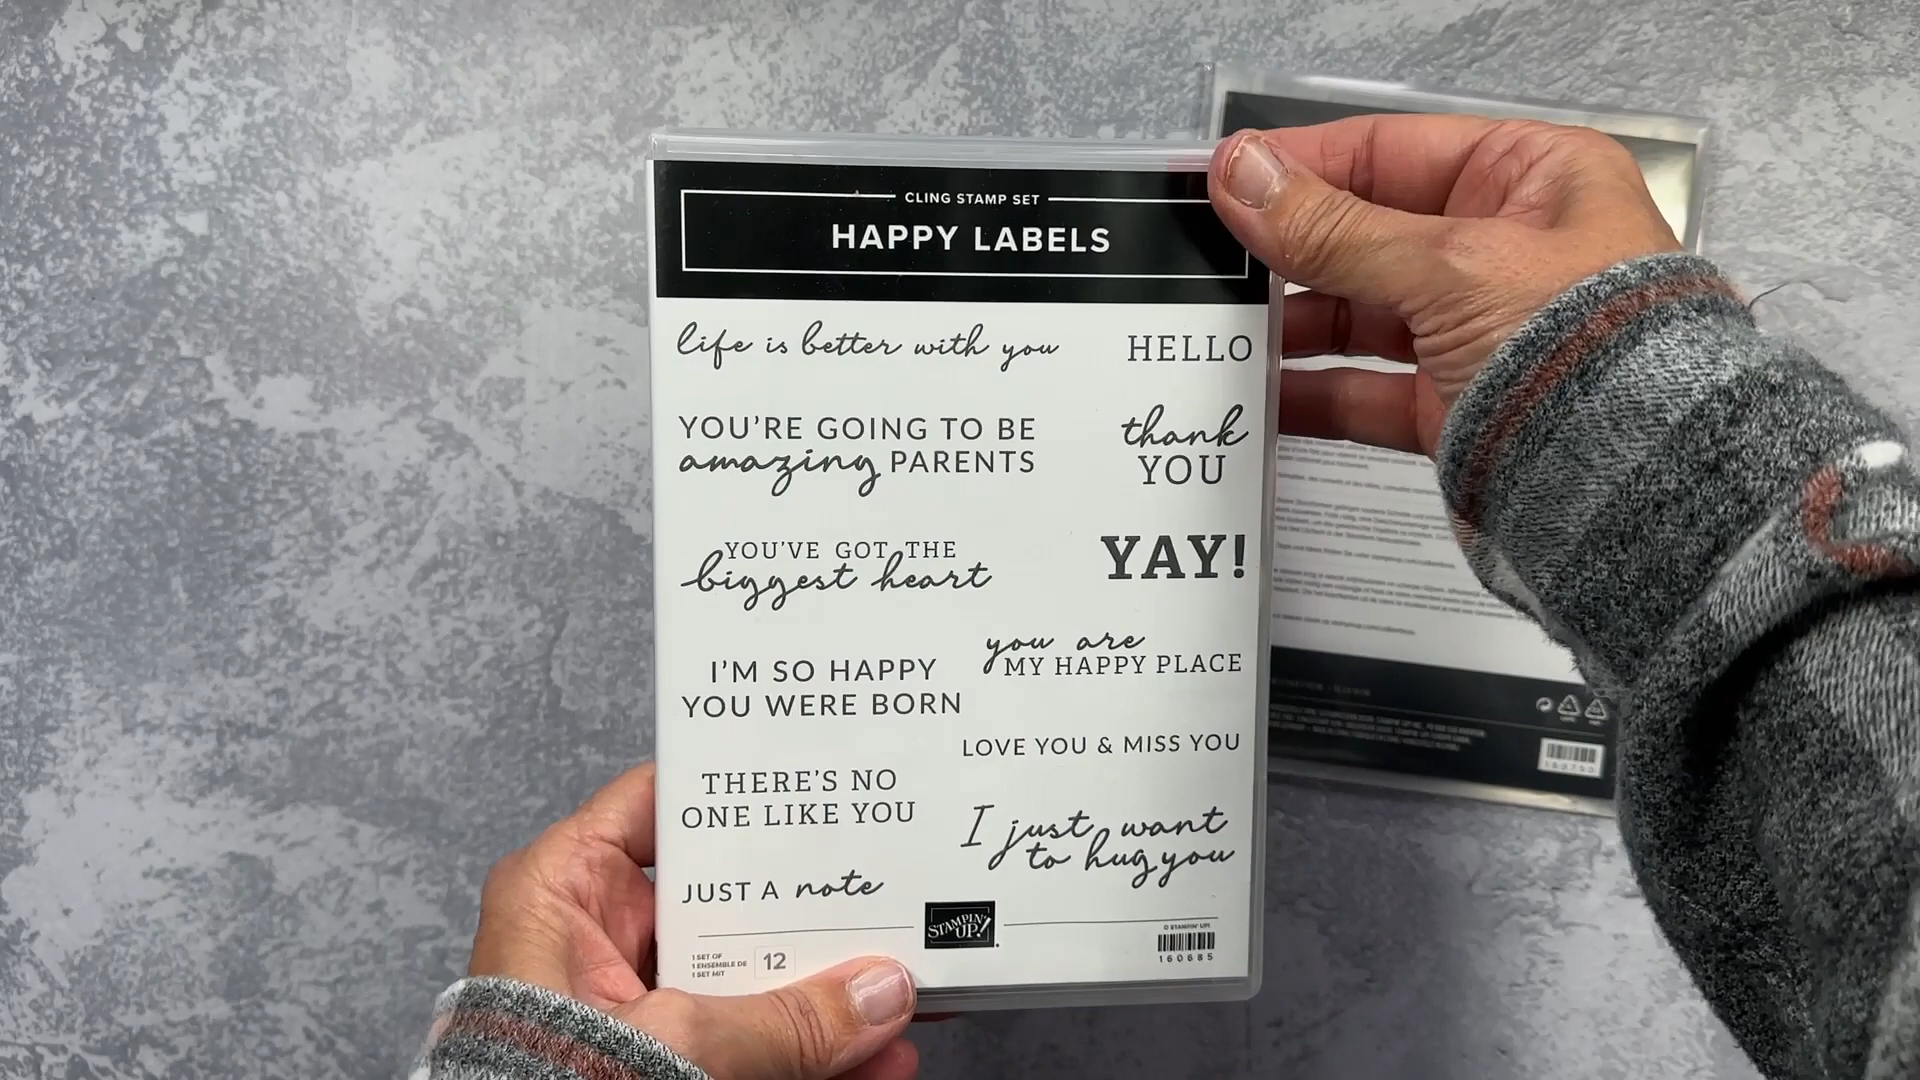 CLING STAMP SET
HAPPY LABELS
life is better with you
HELLO
YOU'RE GOING TO BE
amazing PARENTS
thank
YOU
YOU'VE GOT THE
biggest heart
YAY!
you are
MY HAPPY PLACE
I'M SO HAPPY
YOU WERE BORN
LOVE YOU & MISS YOU
THERE'S NO
ONE LIKE YOU
I just want
to hug you
JUST A note
STAMPIN'
UP!
1 SET OF
1 ENSEMBLE DE
1 SET MIT
12
© STAMPIN' UP!
160685